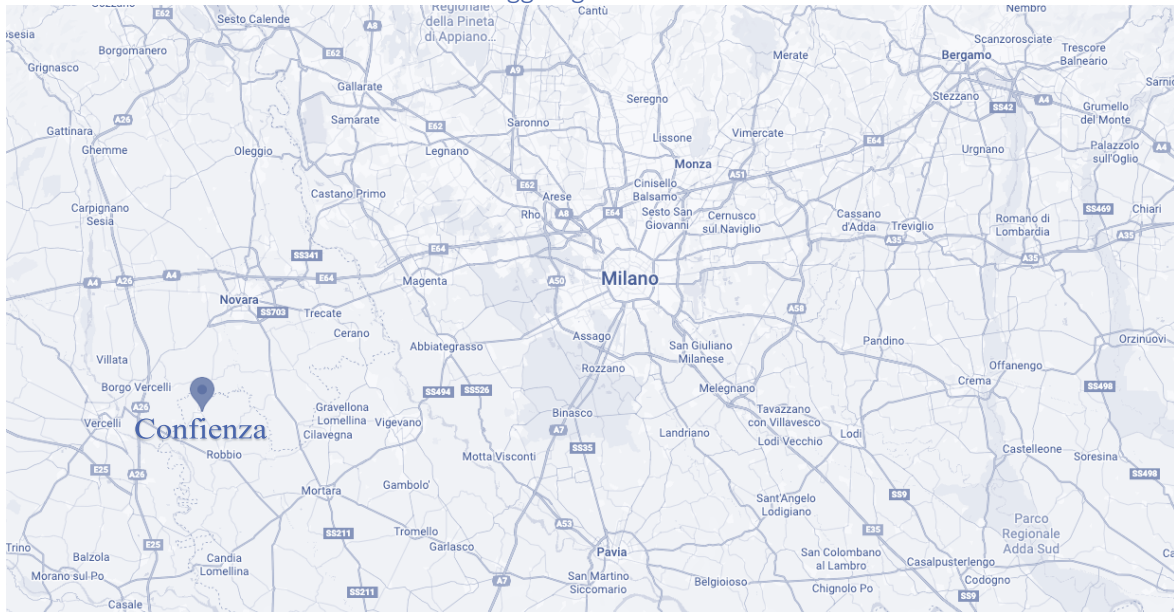 E62
Sesto Calende
A8
Regionale
della Pineta
di Appiano...
Cantù
Nembro
Borgomanero
E62
Merate
Bergamo
Scanzorosciate
Trescore
Balneario
Grignasco
A9
Gallarate
Stezzano
SS42
A4
Sarnic
Seregno
Grumello
del Monte
A26
Samarate
E62
Saronno
Gattinara
Lissone
Vimercate
E64
Ghemme
Oleggio
Legnano
Urgnano
Palazzolo
sull'Oglio
A4
Monza
A51
E62
Cinisello
Balsamo
Castano Primo
Arese
Carpignano
Sesia
Rho
A8
E64
Sesto San
Giovanni
Cernusco
sul Naviglio
Cassano
d'Adda
Treviglio
Romano di
Lombardia
SS469
Chiari
E64
A35
A35
SS341
A35
A4
A26
A4
E64
Magenta
A50
Milano
Novara
SS703
Trecate
A58
Cerano
Assago
Abbiategrasso
San Giuliano
Milanese
Pandino
Orzinuovi
Villata
Rozzano
Offanengo
Borgo Vercelli
SS494
SS526
Melegnano
Crema
SS498
A26
Gravellona
Lomellina
Binasco
Tavazzano
con Villavesco
Vercelli
Confienza
Cilavegna
Vigevano
A7
Landriano
Lodi Vecchio
Lodi
SS35
Castelleone
Robbio
Motta Visconti
Soresina
E25
A26
SS498
Mortara
Gambolo'
Sant'Angelo
Lodigiano
SS9
A53
E35
Parco
Regionale
Adda Sud
SS211
Tromello
E25
Garlasco
Pavia
San Colombano
al Lambro
Trino
Balzola
Candia
Lomellina
Casalpusterlengo
Morano sul Po
San Martino
Siccomario
A7
Belgioioso
Codogno
SS211
Chignolo Po
SS9
Casale